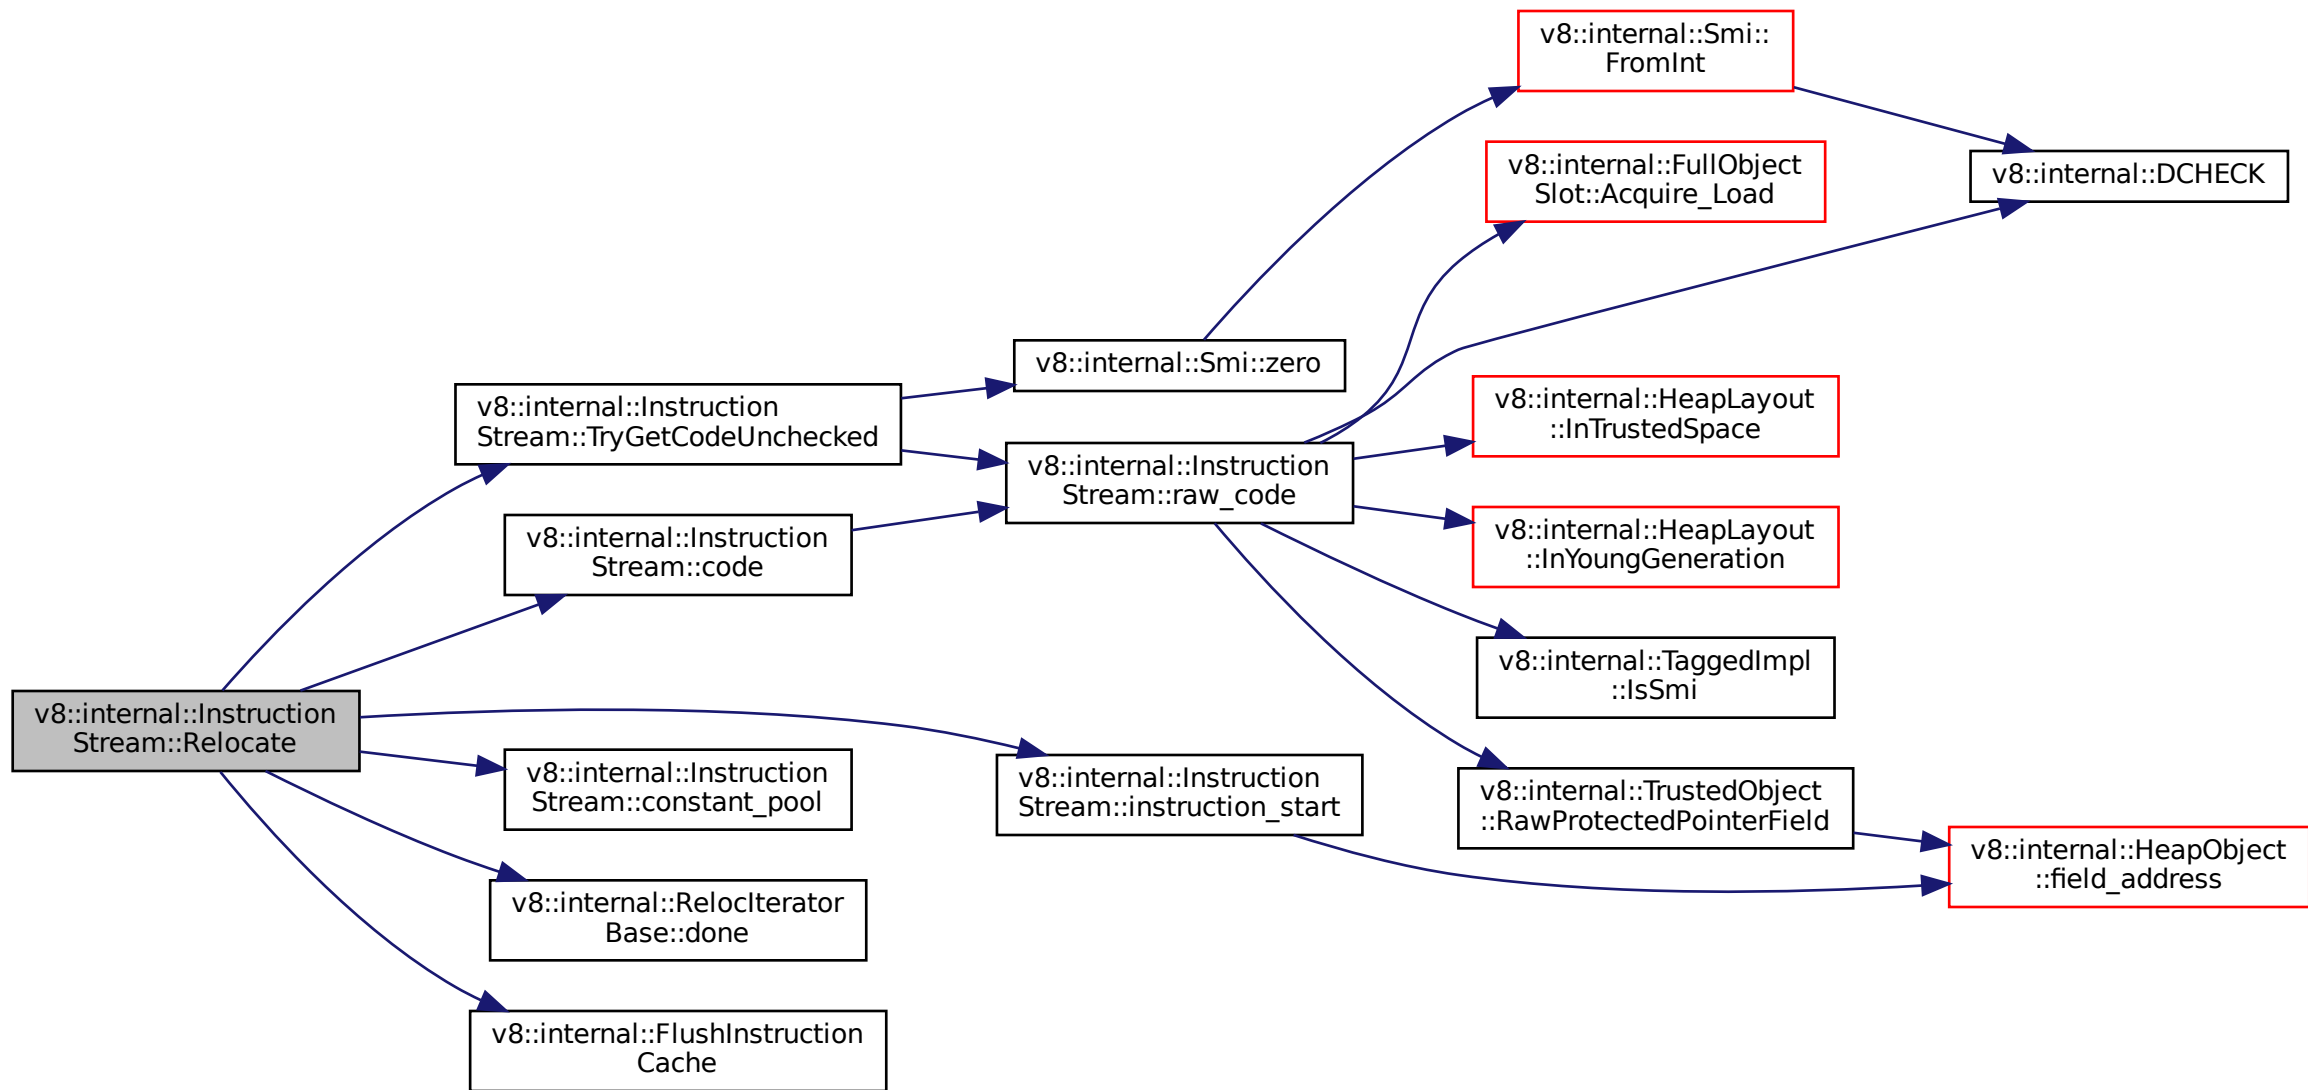 v8::internal::Smi::
FromInt
v8::internal::FullObject
Slot::Acquire_Load
v8::internal::DCHECK
v8::internal::Smi::zero
v8::internal::HeapLayout
::InTrustedSpace
v8::internal::Instruction
Stream::TryGetCodeUnchecked
v8::internal::Instruction
Stream::raw_code
v8::internal::HeapLayout
::InYoungGeneration
v8::internal::Instruction
Stream::code
v8::internal::TaggedImpl
::IsSmi
v8::internal::Instruction
Stream::Relocate
v8::internal::Instruction
Stream::constant_pool
v8::internal::Instruction
Stream::instruction_start
v8::internal::TrustedObject
::RawProtectedPointerField
v8::internal::HeapObject
::field_address
v8::internal::RelocIterator
Base::done
v8::internal::FlushInstruction
Cache